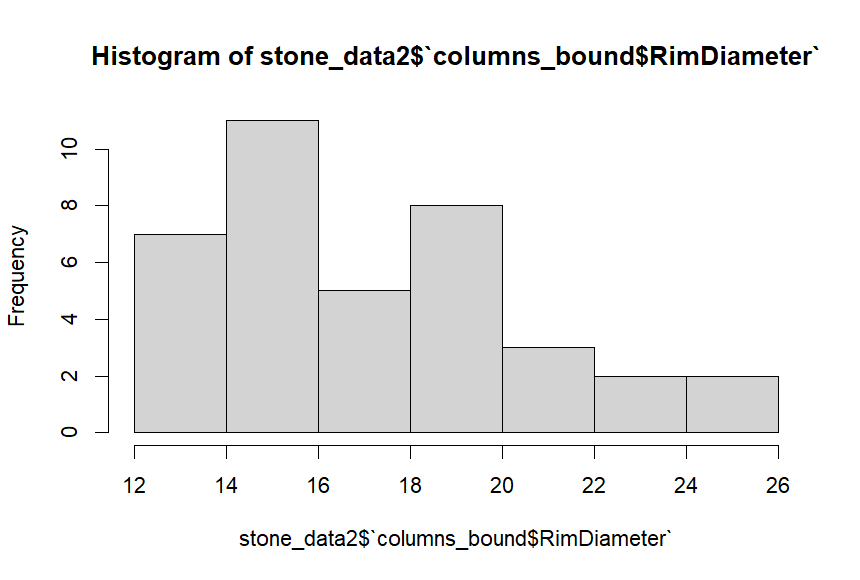 Histogram of stone_data2$`columns_bound$RimDiameter`
Frequency
10
8
6
4
2
0
12 14 16 18 20 22 24 26
stone_data2$`columns_bound$RimDiameter`